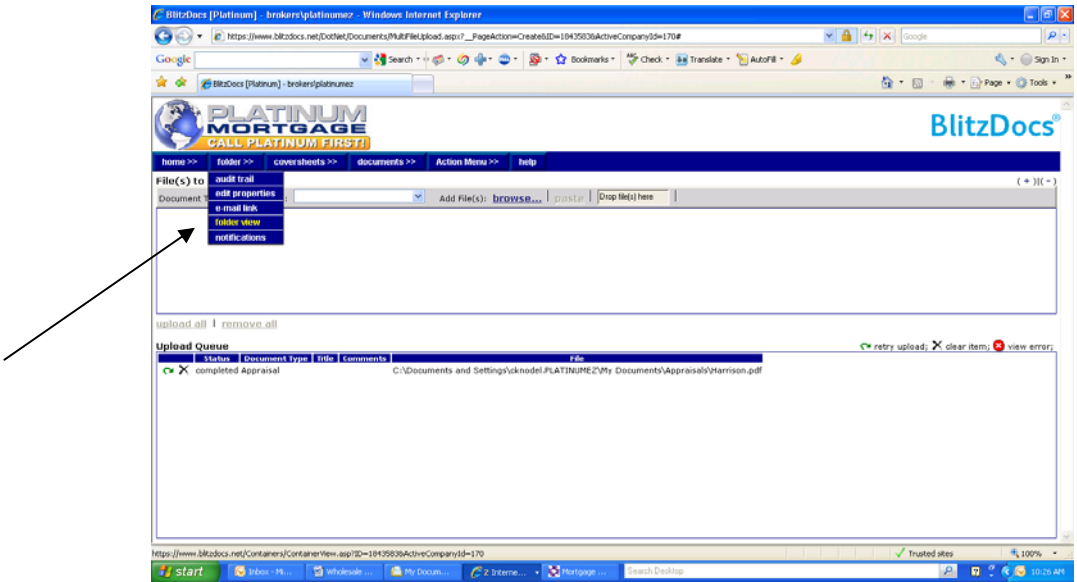 BlitzDocs [Platinum] - brokers\platinumez - Windows Internet Explorer
https://www.blitzdocs.net/DotNet/Documents/MultiFileUpload.aspx?__PageAction=Create&ID=1843583&ActiveCompanyId=170#
Google
Google Search Bookmarks Check Translate AutoFill Sign In
BlitzDocs [Platinum] - brokers\platinumez Page Tools
PLATINUM
MORTGAGE
CALL PLATINUM FIRST!
BlitzDocs®
home >> folder >> coversheets >> documents >> Action Menu >> help
File(s) to ( + )|( - )
audit trail
edit properties
e-mail link
folder view
notifications
Document T : Add File(s): browse... | paste | Drop file(s) here |
upload all | remove all
Upload Queue retry upload; clear item; view error;
Status Document Type Title Comments File
completed Appraisal C:\Documents and Settings\cknodel.PLATINUMEZ\My Documents\Appraisals\Harrison.pdf
https://www.blitzdocs.net/Containers/ContainerView.asp?ID=1843583&ActiveCompanyId=170 Trusted sites 100%
start Inbox - Mi... Wholesale ... My Docum... 2 Interne... Mortgage ... Search Desktop 10:26 AM